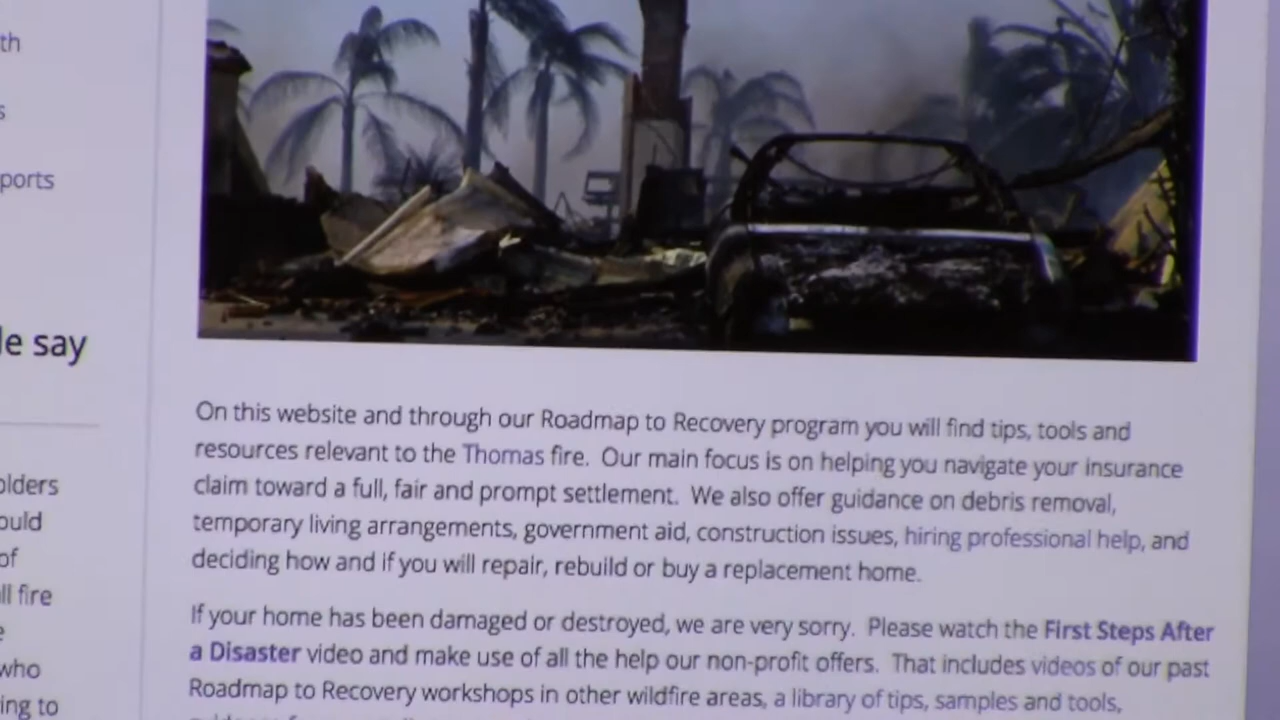 th
s
ports
le say
olders
ould
of
ll fire
e
who
ing to
On this website and through our Roadmap to Recovery program you will find tips, tools and
resources relevant to the Thomas fire. Our main focus is on helping you navigate your insurance
claim toward a full, fair and prompt settlement. We also offer guidance on debris removal,
temporary living arrangements, government aid, construction issues, hiring professional help, and
deciding how and if you will repair, rebuild or buy a replacement home.
If your home has been damaged or destroyed, we are very sorry. Please watch the First Steps After
a Disaster video and make use of all the help our non-profit offers. That includes videos of our past
Roadmap to Recovery workshops in other wildfire areas, a library of tips, samples and tools,